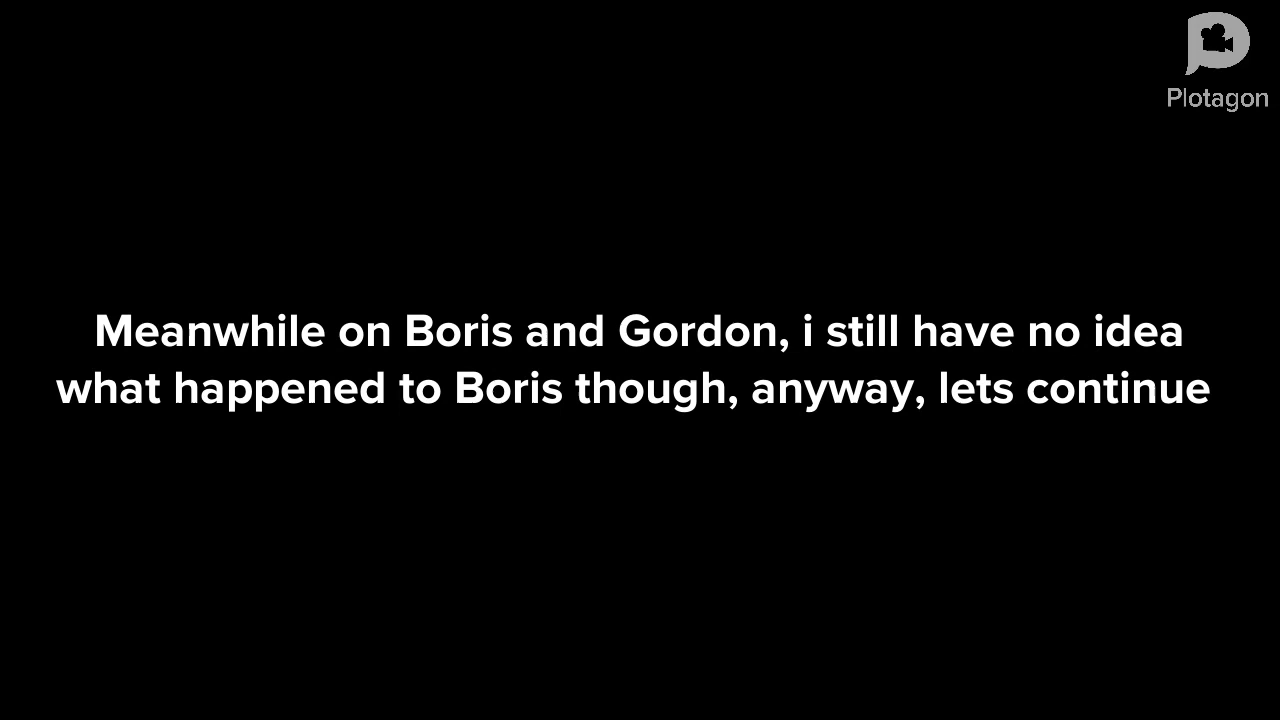 Plotagon
Meanwhile on Boris and Gordon, i still have no idea
what happened to Boris though, anyway, lets continue